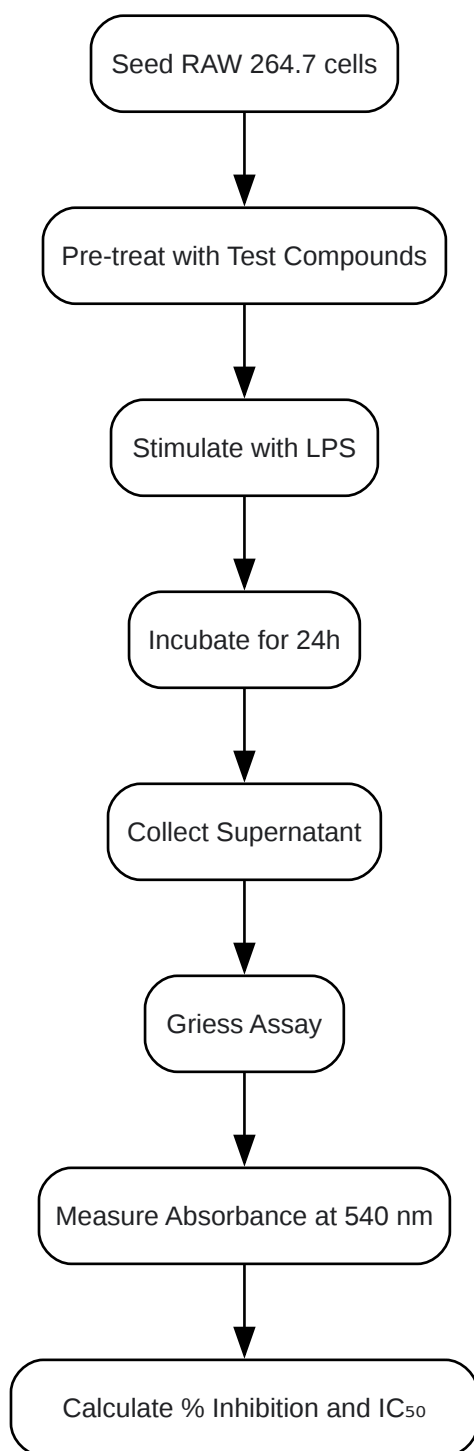 Seed RAW 264.7 cells
Pre-treat with Test Compounds
Stimulate with LPS
Incubate for 24h
Collect Supernatant
Griess Assay
Measure Absorbance at 540 nm
Calculate % Inhibition and IC₅₀